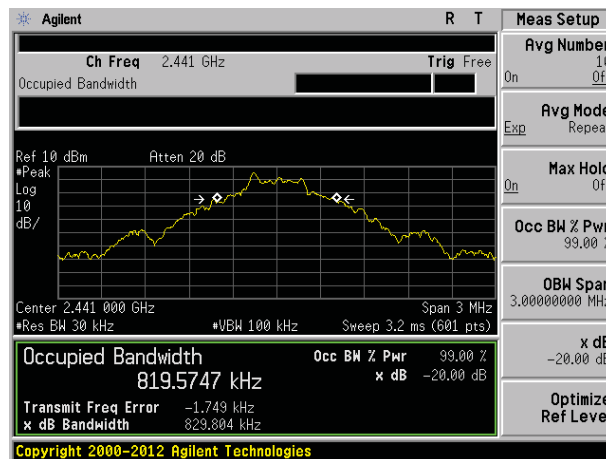 Agilent R T
Ch Freq 2.441 GHz Trig Free
Occupied Bandwidth
Ref 10 dBm Atten 20 dB
#Peak
Log
10
dB/
Center 2.441 000 GHz Span 3 MHz
#Res BW 30 kHz #VBW 100 kHz Sweep 3.2 ms (601 pts)
Occupied Bandwidth Occ BW % Pwr 99.00 %
819.5747 kHz x dB -20.00 dB
Transmit Freq Error -1.749 kHz
x dB Bandwidth 829.804 kHz
Copyright 2000-2012 Agilent Technologies
Meas Setup
Avg Number
On
Avg Mode
Exp
Max Hold
On
Occ BW % Pwr
99.00
OBW Span
3.00000000 MHz
x dB
-20.00 dB
Optimize
Ref Level